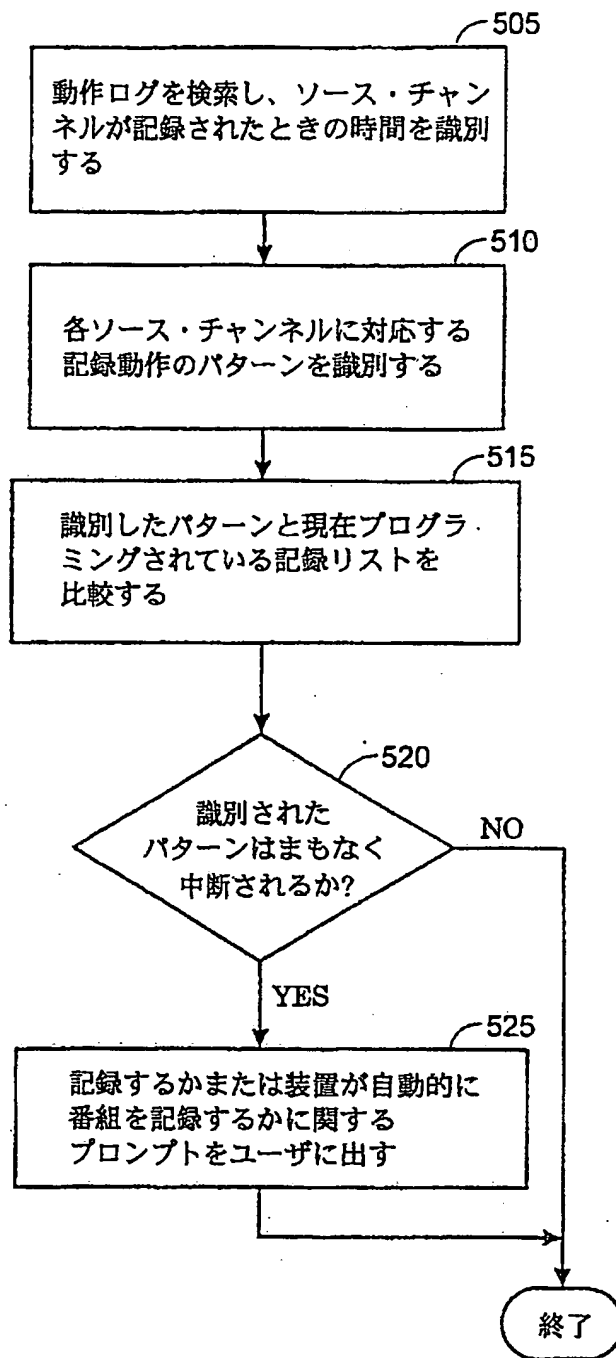 505
動作ログを検索し、ソース・チャン
ネルが記録されたときの時間を識別
する
510
各ソース・チャンネルに対応する
記録動作のパターンを識別する
515
識別したパターンと現在プログラ
ミングされている記録リストを
比較する
520
識別された
パターンはまもなく
中断されるか?
NO
YES
525
記録するかまたは装置が自動的に
番組を記録するかに関する
プロンプトをユーザに出す
終了